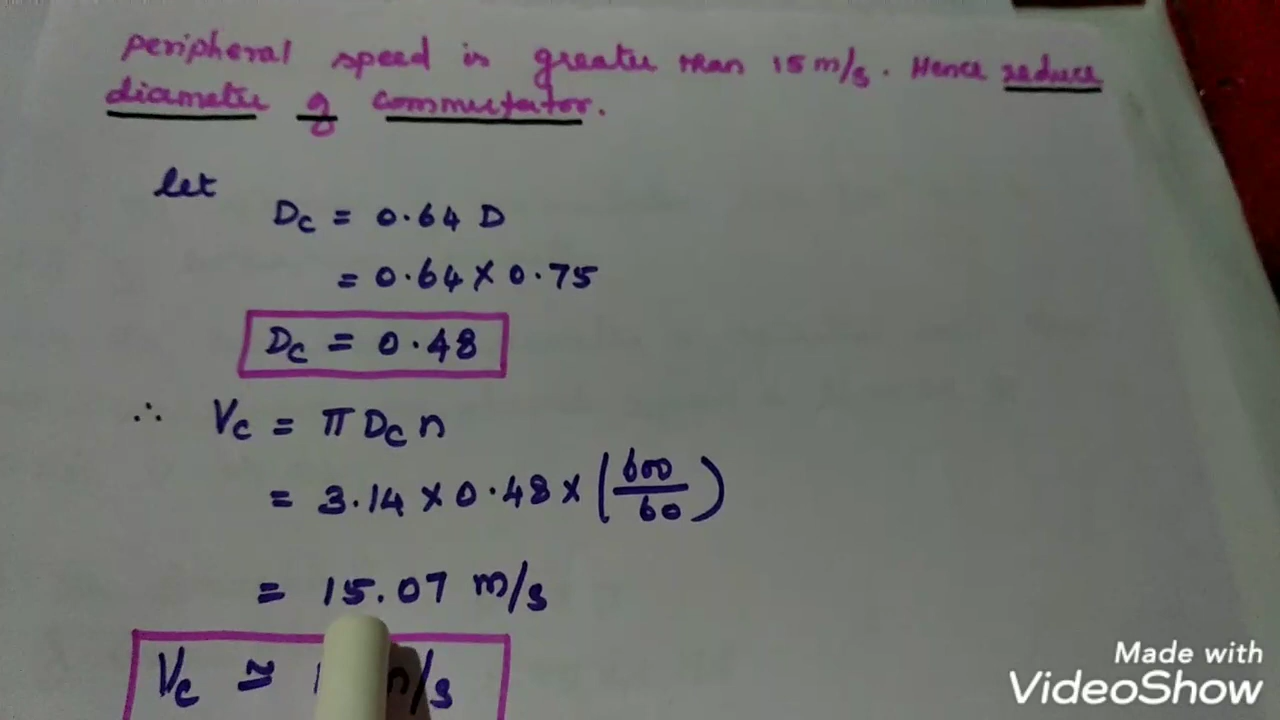 peripheral speed is greater than 15 m/s. Hence reduce
diameter of commutator.
let
Dc = 0.64 D
= 0.64 × 0.75
Dc = 0.48
∴ Vc = π Dc n
= 3.14 × 0.48 × (600/60)
= 15.07 m/s
Vc ≅ 1 /s
Made with
VideoShow